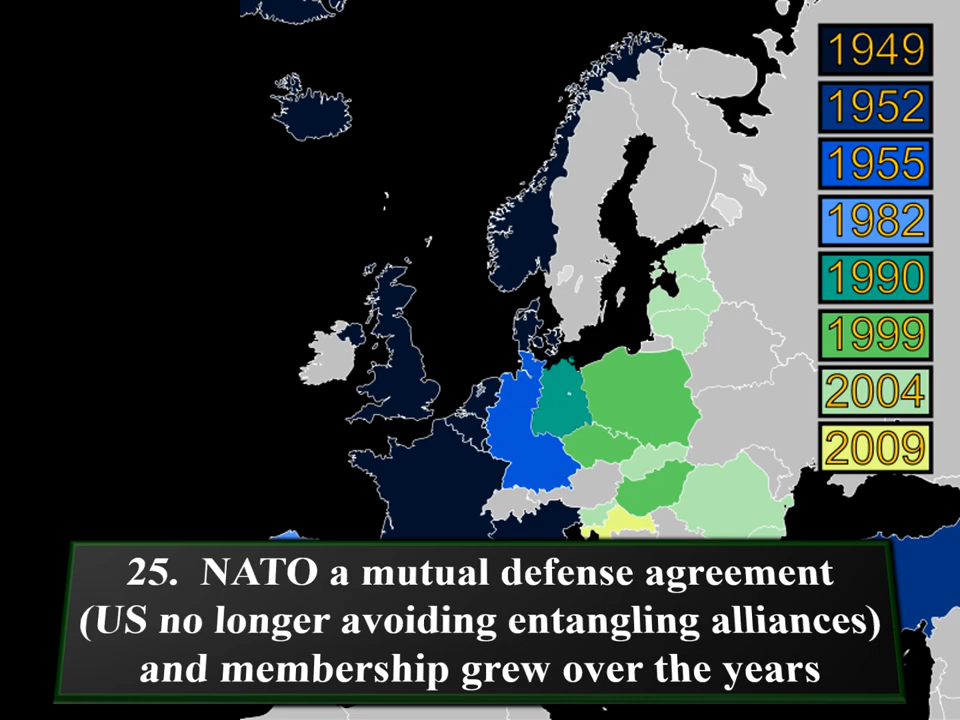 1949
1952
1955
1982
1990
1999
2004
2009
25. NATO a mutual defense agreement
(US no longer avoiding entangling alliances)
and membership grew over the years